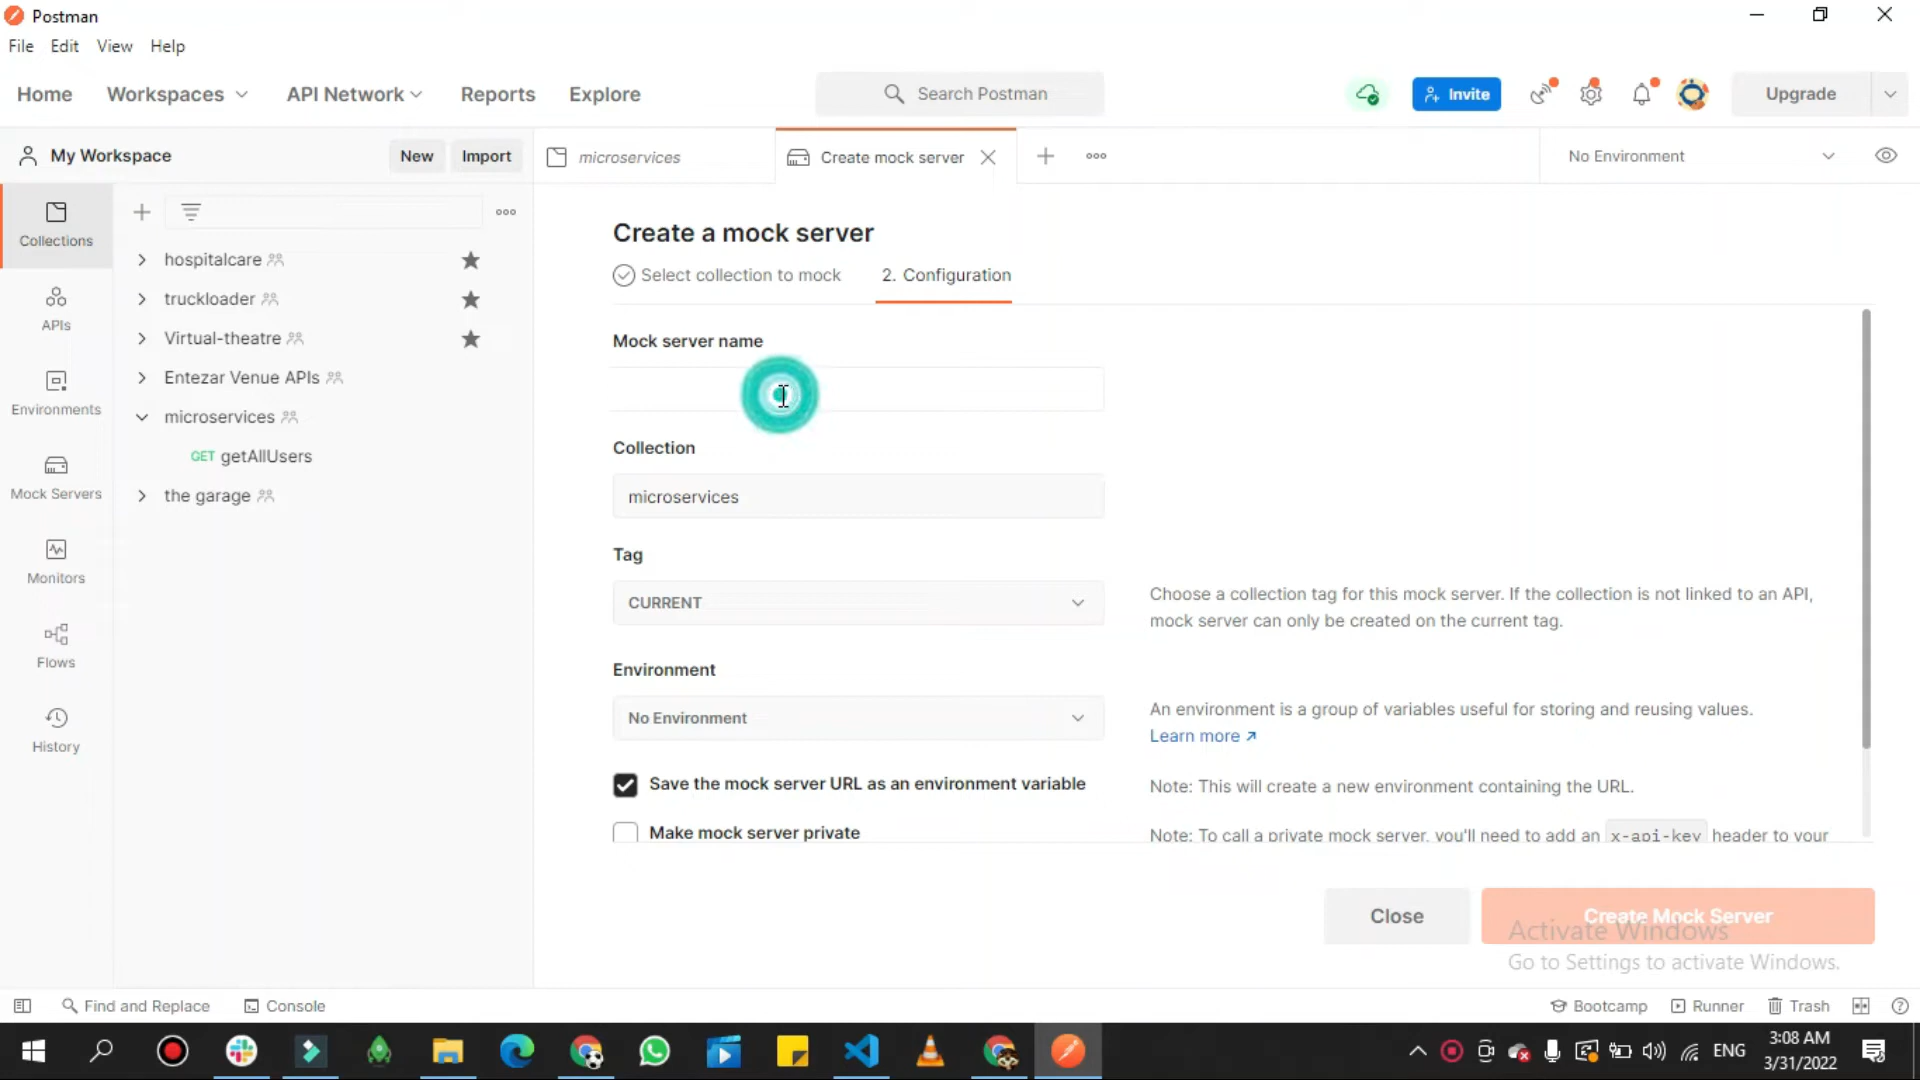 Postman
File Edit View Help
Home Workspaces API Network Reports Explore Search Postman Invite Upgrade
My Workspace New Import microservices Create mock server No Environment
Collections
APIs
Environments
Mock Servers
Monitors
Flows
History
hospitalcare
truckloader
Virtual-theatre
Entezar Venue APIs
microservices
GET getAllUsers
the garage
Create a mock server
Select collection to mock 2. Configuration
Mock server name
Collection
microservices
Tag
CURRENT
Choose a collection tag for this mock server. If the collection is not linked to an API,
mock server can only be created on the current tag.
Environment
No Environment
An environment is a group of variables useful for storing and reusing values.
Learn more ↗
Save the mock server URL as an environment variable
Note: This will create a new environment containing the URL.
Make mock server private
Note: To call a private mock server, you'll need to add an x-api-key header to your
Close Create Mock Server
Activate Windows
Go to Settings to activate Windows.
Find and Replace Console Bootcamp Runner Trash
ENG
3:08 AM
3/31/2022